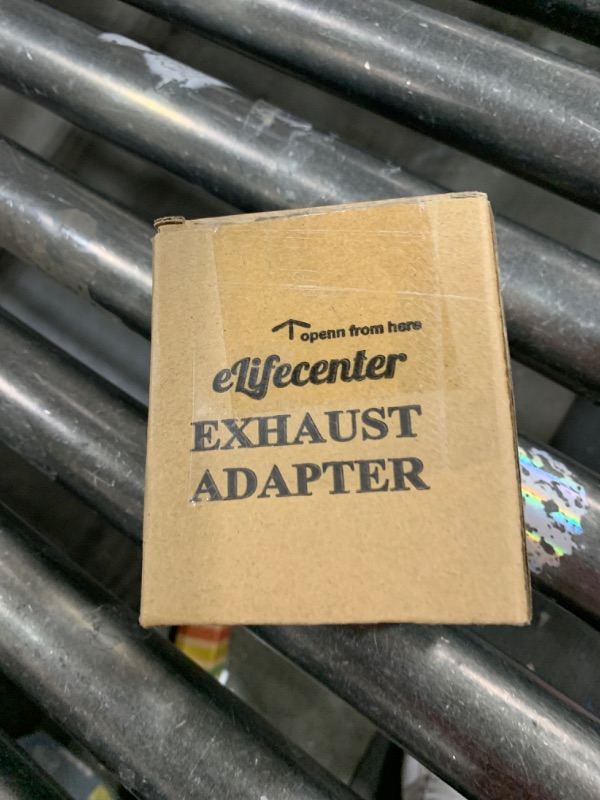 openn from here
eLifecenter
EXHAUST
ADAPTER